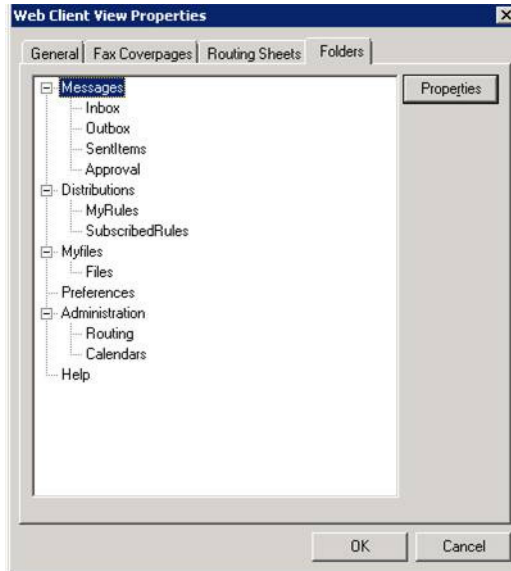 Web Client View Properties
General Fax Coverpages Routing Sheets Folders
Messages
Properties
Inbox
Outbox
SentItems
Approval
Distributions
MyRules
SubscribedRules
Myfiles
Files
Preferences
Administration
Routing
Calendars
Help
OK Cancel